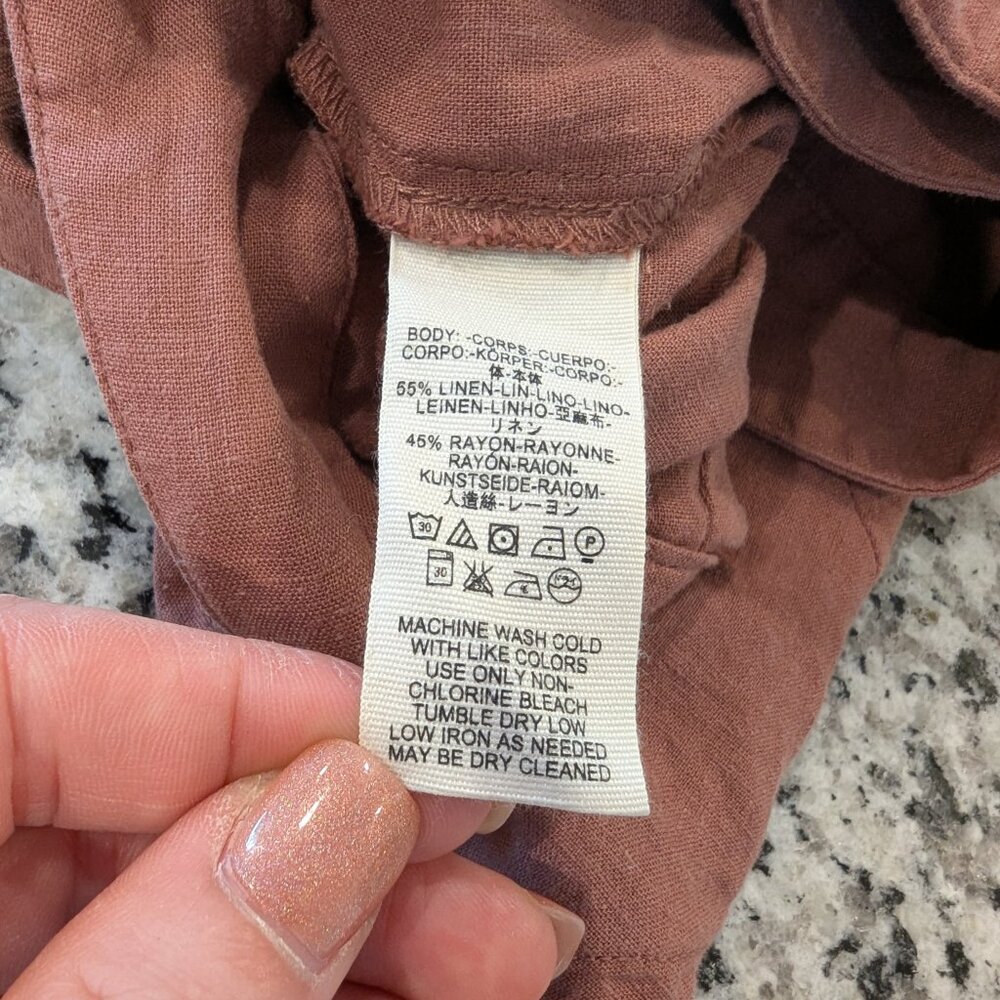 BODY: -CORPS:-CUERPO:-
CORPO:-KÖRPER:-CORPO:-
体-本体
55% LINEN-LIN-LINO-LINO-
LEINEN-LINHO-亞麻布-
リネン
45% RAYON-RAYONNE-
RAYÓN-RAION-
KUNSTSEIDE-RAIOM-
人造絲-レーヨン
30 P
30
MACHINE WASH COLD
WITH LIKE COLORS
USE ONLY NON-
CHLORINE BLEACH
TUMBLE DRY LOW
LOW IRON AS NEEDED
MAY BE DRY CLEANED